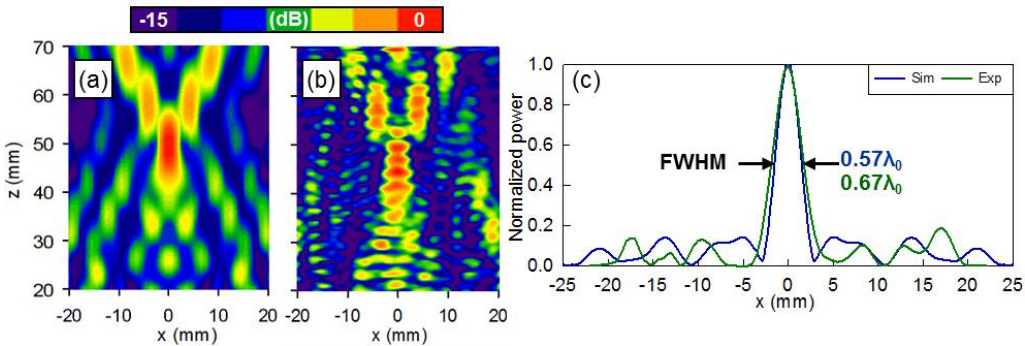 -15 (dB) 0
(a)
70
60
50
40
30
20
z (mm)
-20 -10 0 10 20
x (mm)
(b)
-20 -10 0 10 20
x (mm)
(c)
Sim Exp
1.0
0.8
0.6
0.4
0.2
0.0
Normalized power
FWHM
0.57λ₀
0.67λ₀
-25 -20 -15 -10 -5 0 5 10 15 20 25
x (mm)